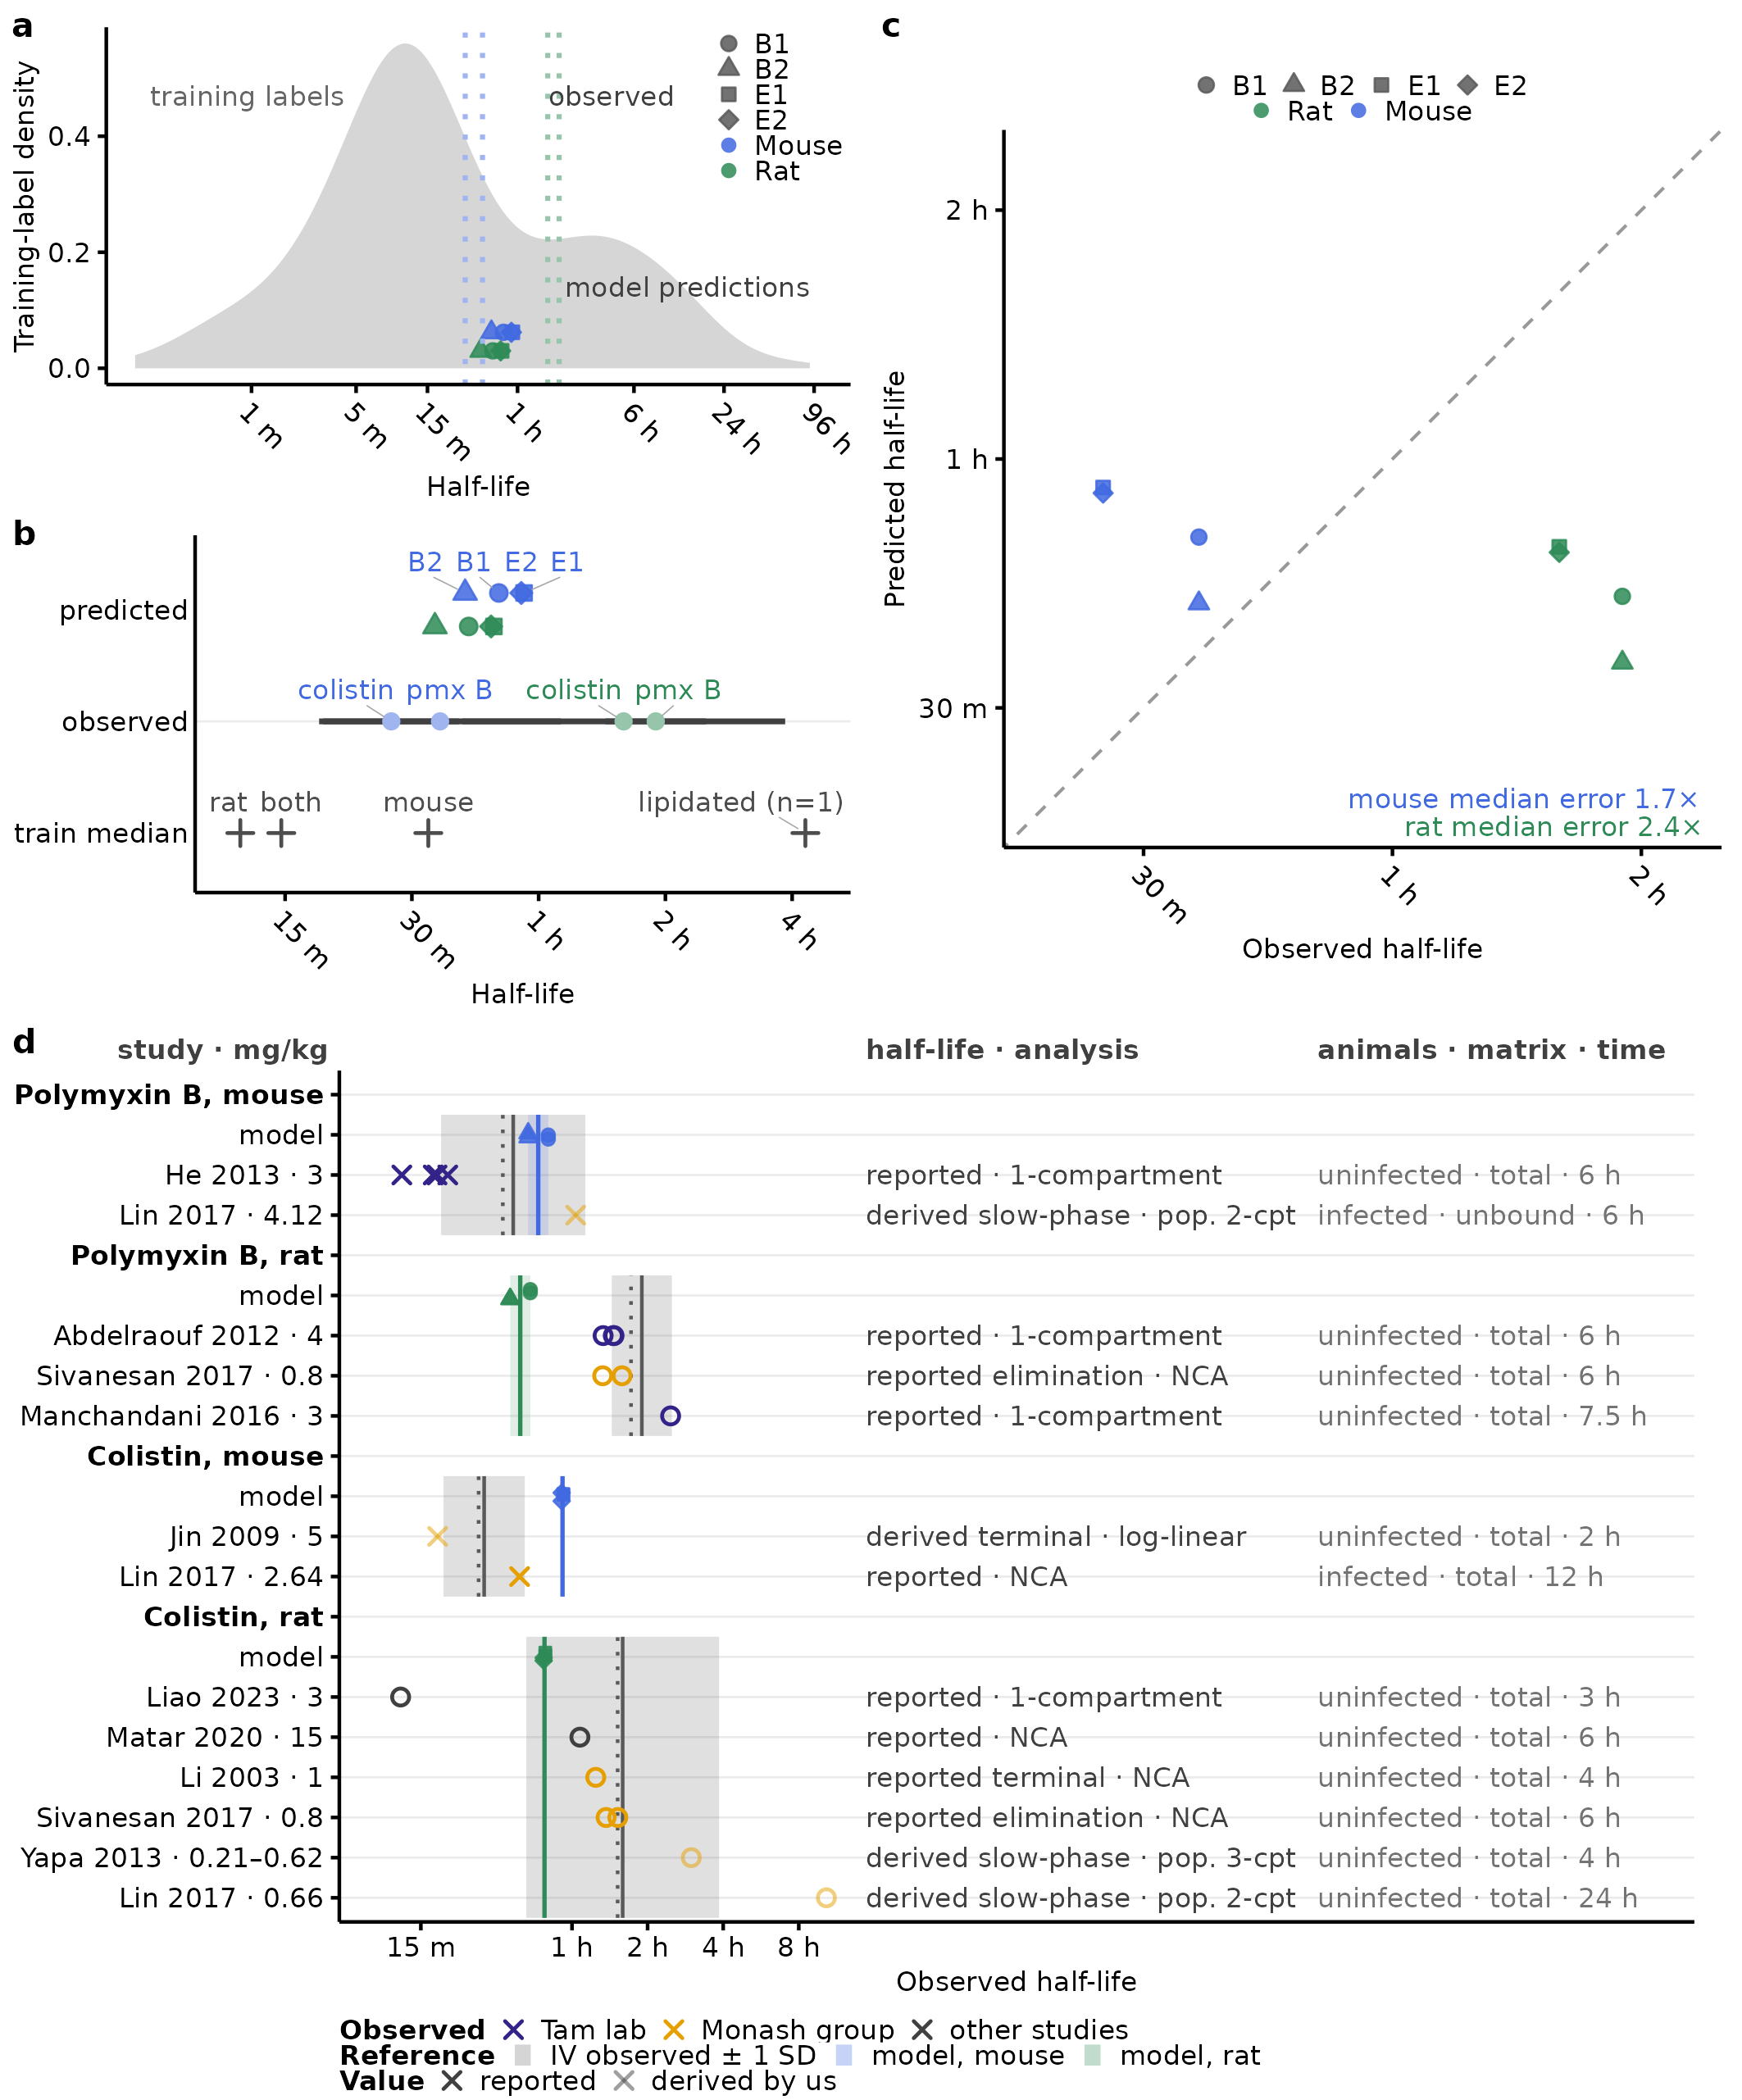 a
training labels
observed
model predictions
B1
B2
E1
E2
Mouse
Rat
Training-label density
0.4
0.2
0.0
1 m
5 m
15 m
1 h
6 h
24 h
96 h
Half-life
b
B2 B1 E2 E1
predicted
colistin pmx B colistin pmx B
observed
rat both mouse lipidated (n=1)
train median
15 m
30 m
1 h
2 h
4 h
Half-life
c
B1 B2 E1 E2
Rat Mouse
Predicted half-life
2 h
1 h
30 m
mouse median error 1.7×
rat median error 2.4×
30 m
1 h
2 h
Observed half-life
d
study · mg/kg half-life · analysis animals · matrix · time
Polymyxin B, mouse
model
He 2013 · 3 reported · 1-compartment uninfected · total · 6 h
Lin 2017 · 4.12 derived slow-phase · pop. 2-cpt infected · unbound · 6 h
Polymyxin B, rat
model
Abdelraouf 2012 · 4 reported · 1-compartment uninfected · total · 6 h
Sivanesan 2017 · 0.8 reported elimination · NCA uninfected · total · 6 h
Manchandani 2016 · 3 reported · 1-compartment uninfected · total · 7.5 h
Colistin, mouse
model
Jin 2009 · 5 derived terminal · log-linear uninfected · total · 2 h
Lin 2017 · 2.64 reported · NCA infected · total · 12 h
Colistin, rat
model
Liao 2023 · 3 reported · 1-compartment uninfected · total · 3 h
Matar 2020 · 15 reported · NCA uninfected · total · 6 h
Li 2003 · 1 reported terminal · NCA uninfected · total · 4 h
Sivanesan 2017 · 0.8 reported elimination · NCA uninfected · total · 6 h
Yapa 2013 · 0.21–0.62 derived slow-phase · pop. 3-cpt uninfected · total · 4 h
Lin 2017 · 0.66 derived slow-phase · pop. 2-cpt uninfected · total · 24 h
15 m 1 h 2 h 4 h 8 h
Observed half-life
Observed Tam lab Monash group other studies
Reference IV observed ± 1 SD model, mouse model, rat
Value reported derived by us